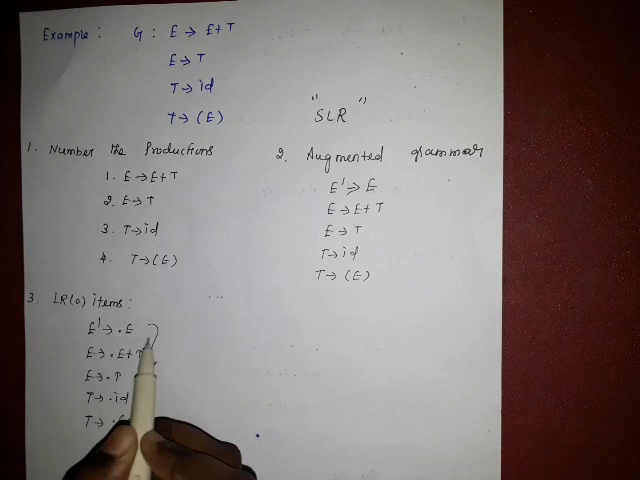 Example : G : E → E + T
E → T
T → id
T → (E)
" SLR "
1. Number the Productions
1. E → E + T
2. E → T
3. T → id
4. T → (E)
2. Augmented grammar
E' → E
E → E + T
E → T
T → id
T → (E)
3. LR(0) items :
E' → . E
E → . E + T
E → . T
T → . id
T → . (